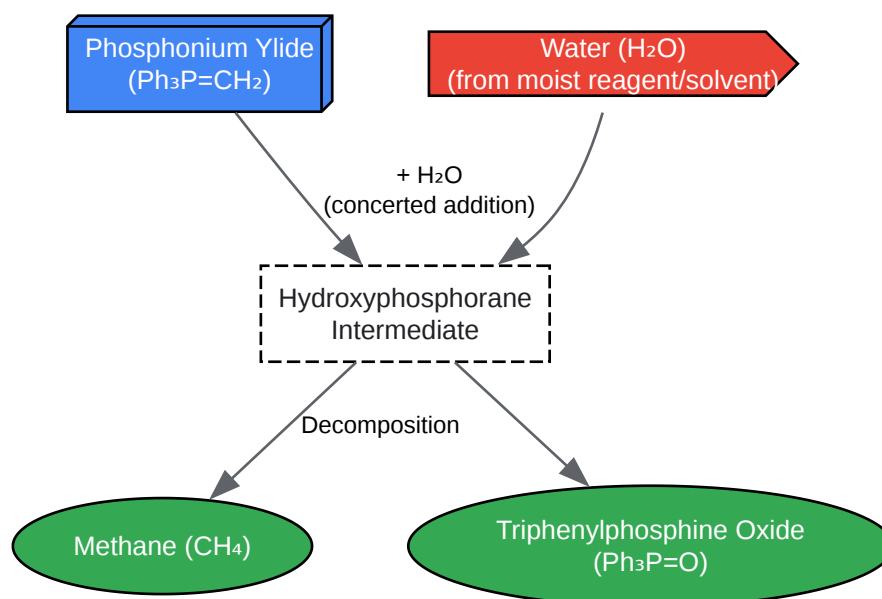 Phosphonium Ylide
(Ph₃P=CH₂)
Water (H₂O)
(from moist reagent/solvent)
+ H₂O
(concerted addition)
Hydroxyphosphorane
Intermediate
Decomposition
Methane (CH₄)
Triphenylphosphine Oxide
(Ph₃P=O)